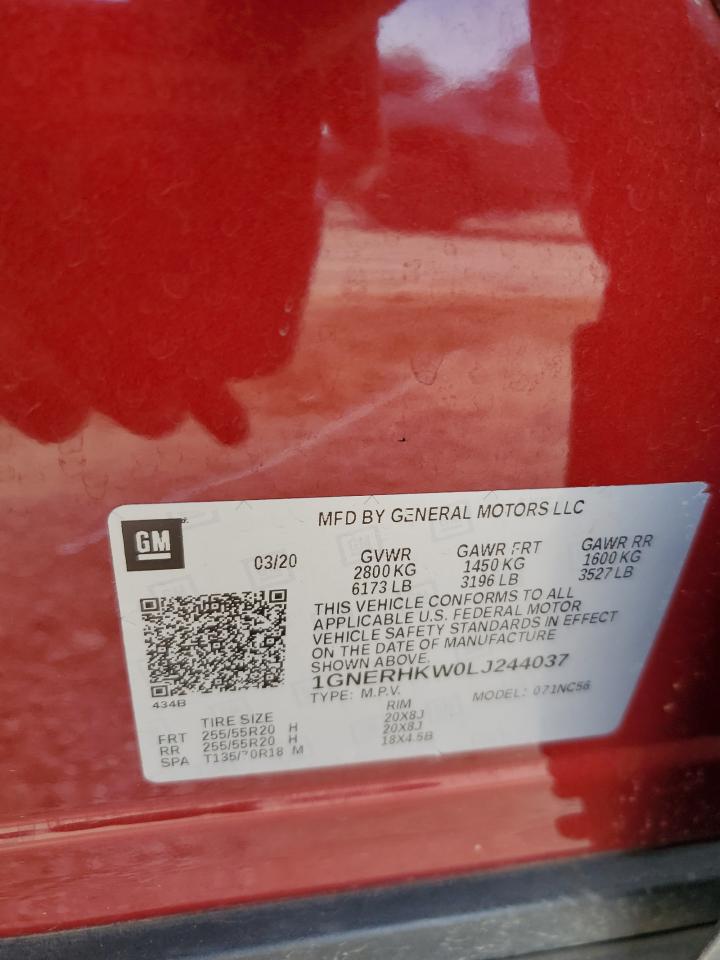 GM
MFD BY GENERAL MOTORS LLC
03/20
GVWR GAWR FRT GAWR RR
2800 KG 1450 KG 1600 KG
6173 LB 3196 LB 3527 LB
THIS VEHICLE CONFORMS TO ALL
APPLICABLE U.S. FEDERAL MOTOR
VEHICLE SAFETY STANDARDS IN EFFECT
ON THE DATE OF MANUFACTURE
SHOWN ABOVE.
1GNERHKW0LJ244037
TYPE: M.P.V. MODEL: 071NC56
434B
TIRE SIZE RIM
FRT 255/55R20 H 20X8J
RR 255/55R20 H 20X8J
SPA T135/70R18 M 18X4.5B